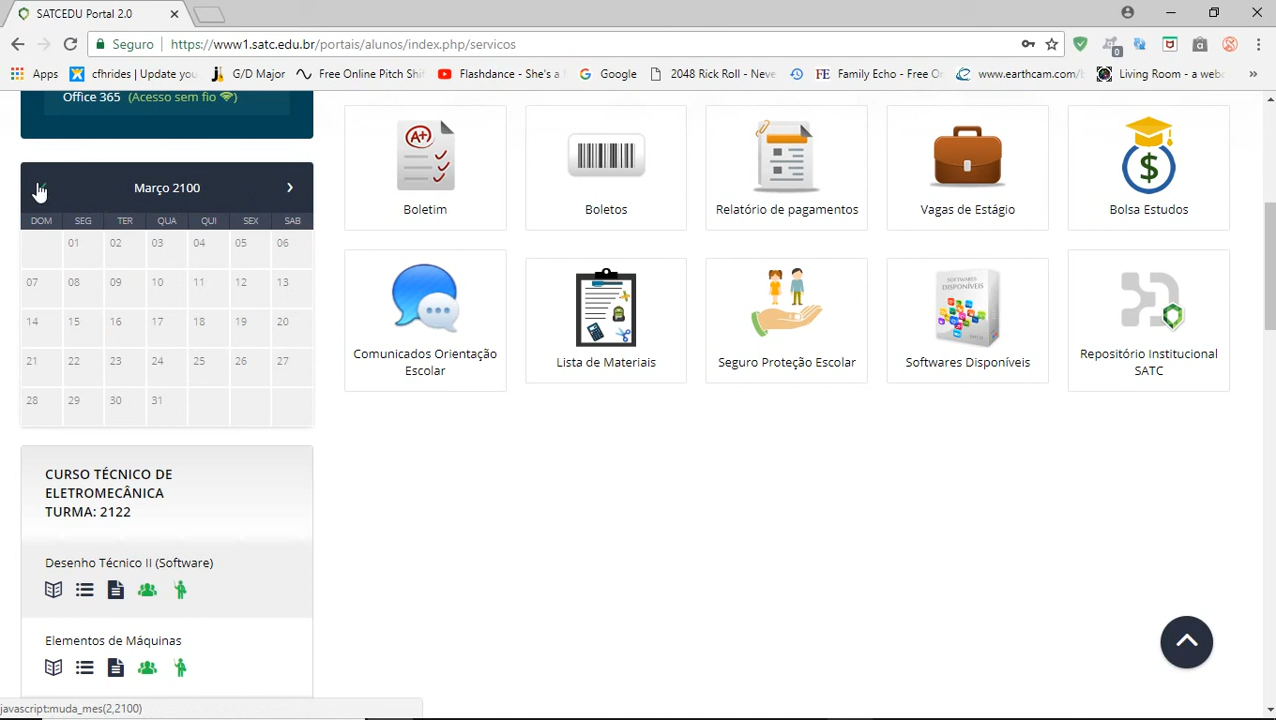 SATCEDU Portal 2.0
Seguro
https://www1.satc.edu.br/portais/alunos/index.php/servicos
0
Apps
cfhrides | Update you
G/D Major
Free Online Pitch Shif
Flashdance - She's a
Google
2048 Rick Roll - Neve
Family Echo - Free O
www.earthcam.com/
Living Room - a web
»
Office 365 (Acesso sem fio)
Março 2100
DOM SEG TER QUA QUI SEX SAB
01 02 03 04 05 06
07 08 09 10 11 12 13
14 15 16 17 18 19 20
21 22 23 24 25 26 27
28 29 30 31
A+
Boletim
Boletos
Relatório de pagamentos
Vagas de Estágio
$
Bolsa Estudos
Comunicados Orientação
Escolar
Lista de Materiais
Seguro Proteção Escolar
SOFTWARES
DISPONÍVEIS
Softwares Disponíveis
Repositório Institucional
SATC
CURSO TÉCNICO DE
ELETROMECÂNICA
TURMA: 2122
Desenho Técnico II (Software)
Elementos de Máquinas
javascript:muda_mes(2,2100)